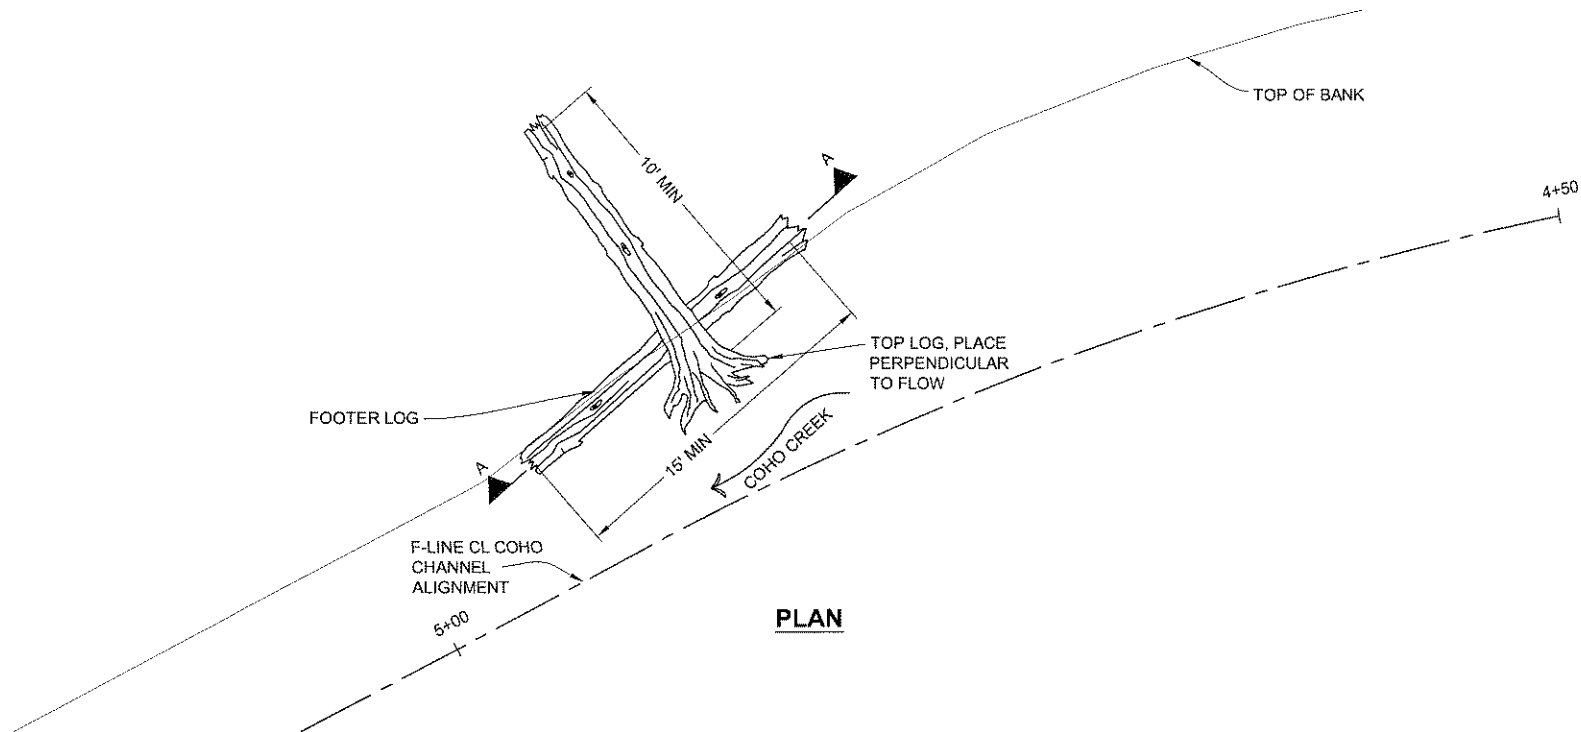 TOP OF BANK
A
10' MIN
4+50
TOP LOG, PLACE
PERPENDICULAR
TO FLOW
FOOTER LOG
15' MIN
COHO CREEK
A
F-LINE CL COHO
CHANNEL
ALIGNMENT
5+00
PLAN